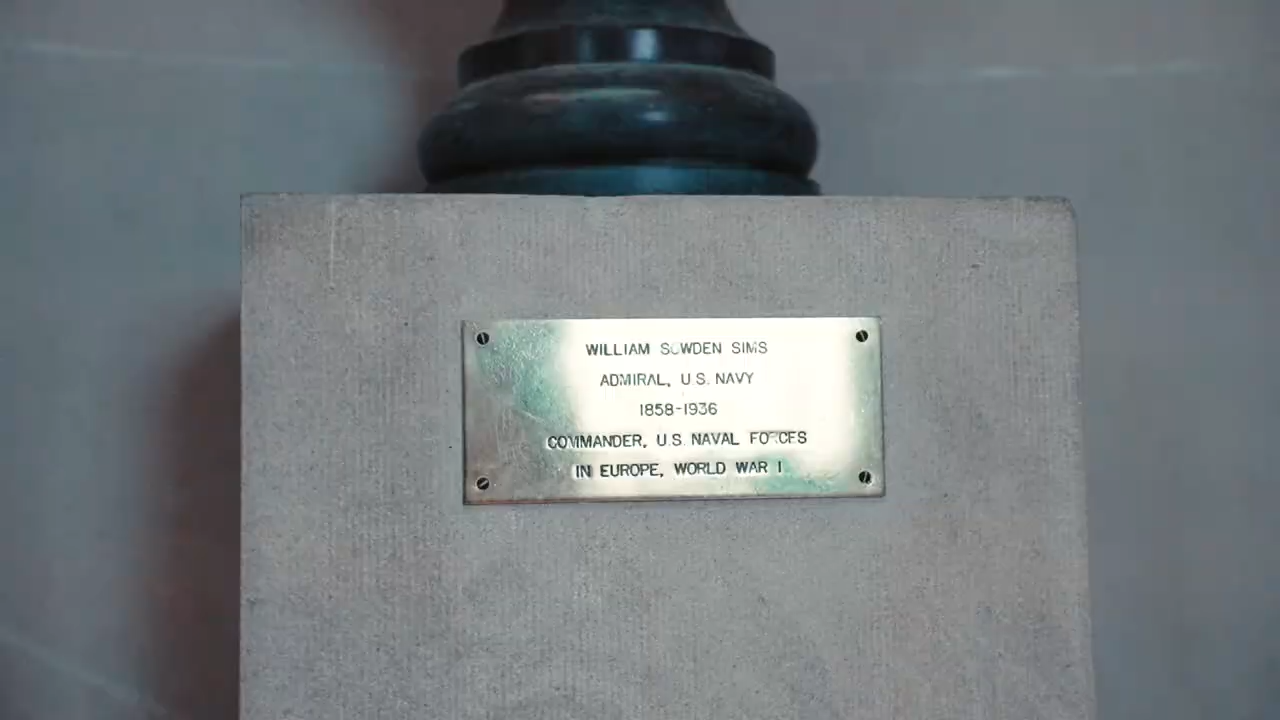 WILLIAM SOWDEN SIMS
ADMIRAL, U.S. NAVY
1858-1936
COMMANDER, U.S. NAVAL FORCES
IN EUROPE, WORLD WAR I